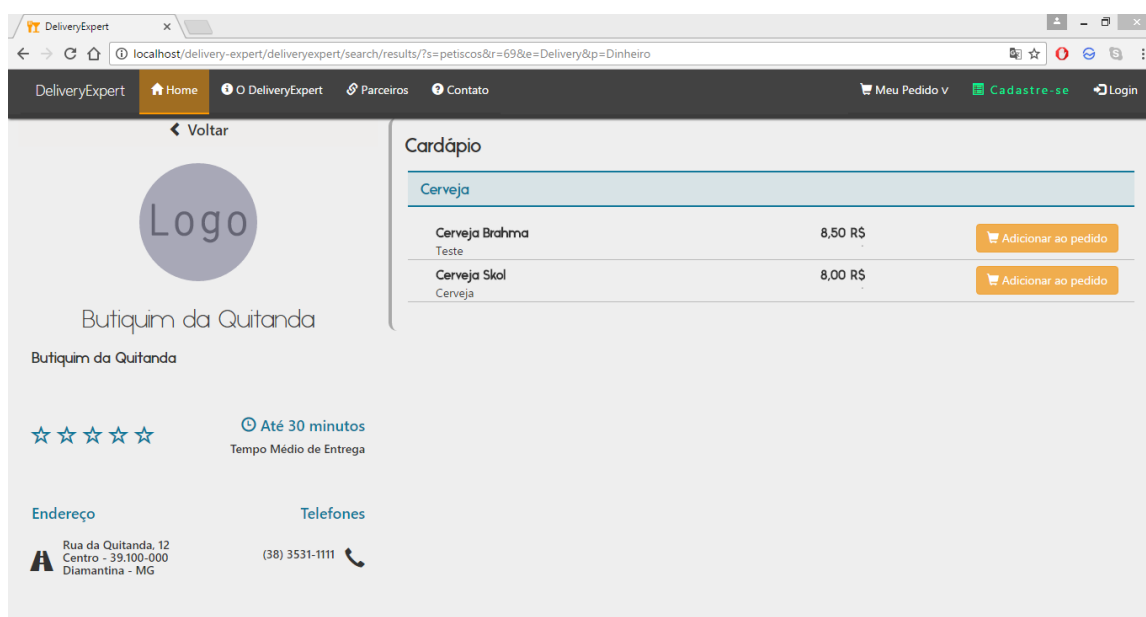 DeliveryExpert
localhost/delivery-expert/deliveryexpert/search/results/?s=petiscos&r=69&e=Delivery&p=Dinheiro
DeliveryExpert Home O DeliveryExpert Parceiros Contato Meu Pedido v Cadastre-se Login
Voltar
Logo
Butiquim da Quitanda
Butiquim da Quitanda
Até 30 minutos
Tempo Médio de Entrega
Endereço Telefones
Rua da Quitanda, 12
Centro - 39.100-000
Diamantina - MG
(38) 3531-1111
Cardápio
Cerveja
Cerveja Brahma 8,50 R$ Adicionar ao pedido
Teste
Cerveja Skol 8,00 R$ Adicionar ao pedido
Cerveja